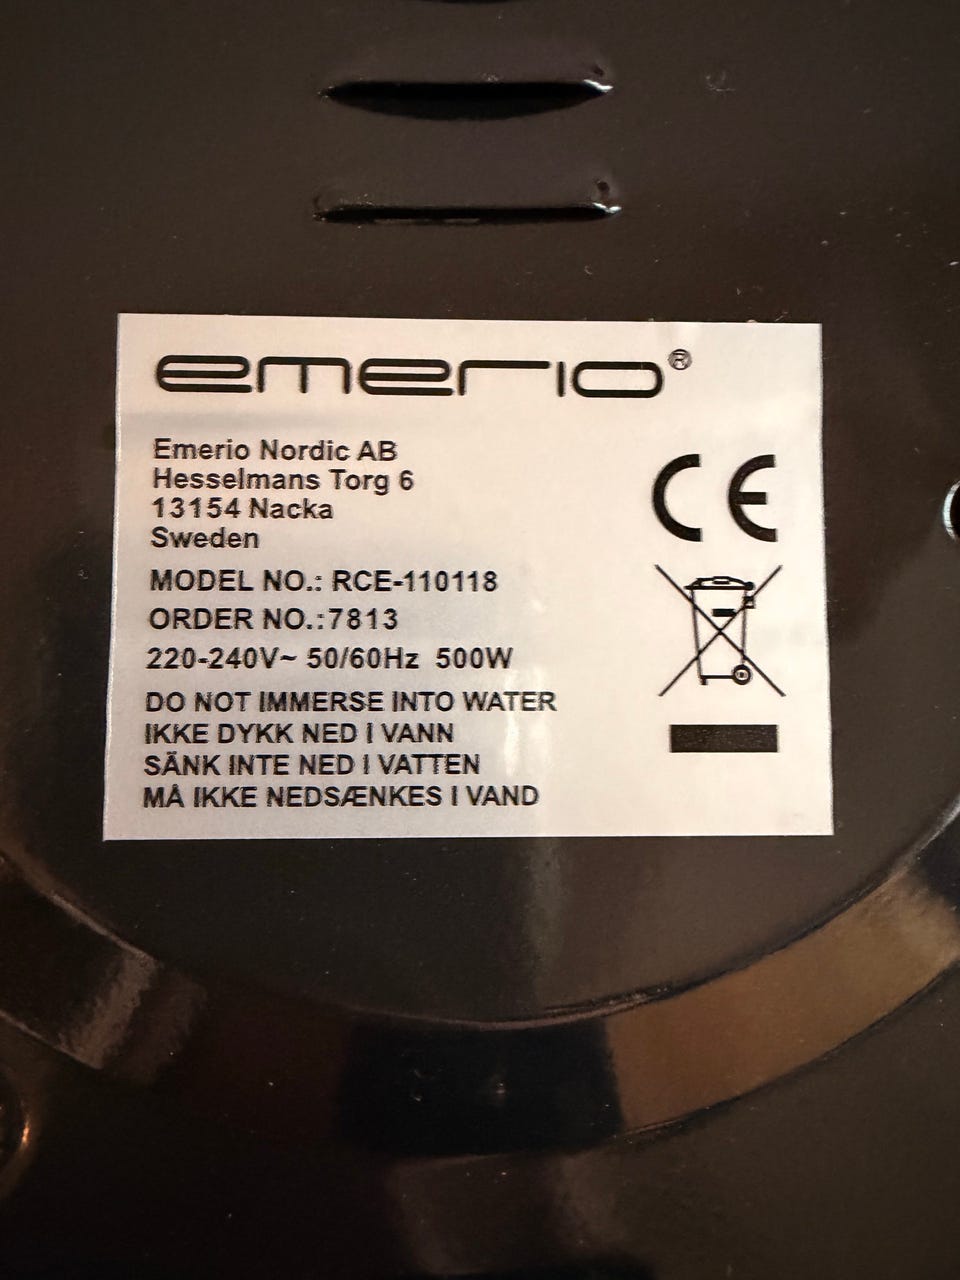 emerio®
Emerio Nordic AB
Hesselmans Torg 6
13154 Nacka
Sweden
MODEL NO.: RCE-110118
ORDER NO.:7813
220-240V~ 50/60Hz 500W
DO NOT IMMERSE INTO WATER
IKKE DYKK NED I VANN
SÄNK INTE NED I VATTEN
MÅ IKKE NEDSÆNKES I VAND
CE